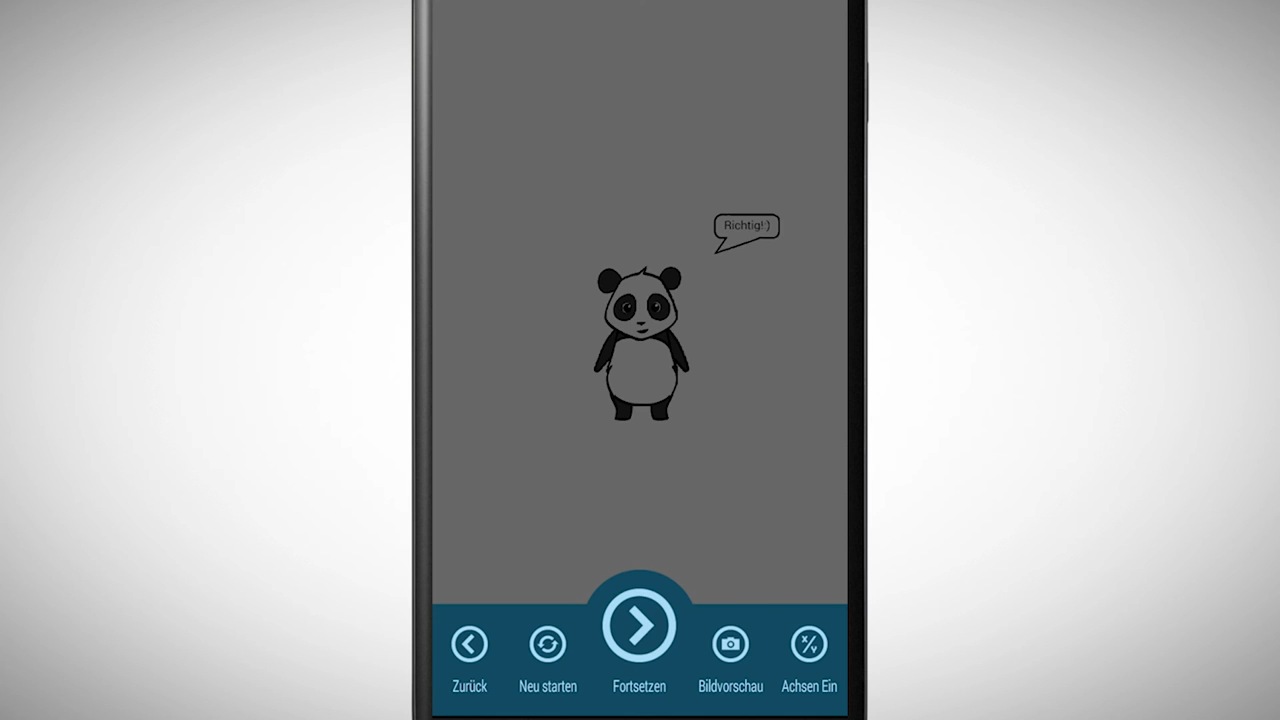 Richtig!:)
Zurück
Neu starten
Fortsetzen
Bildvorschau
Achsen Ein
X/Y